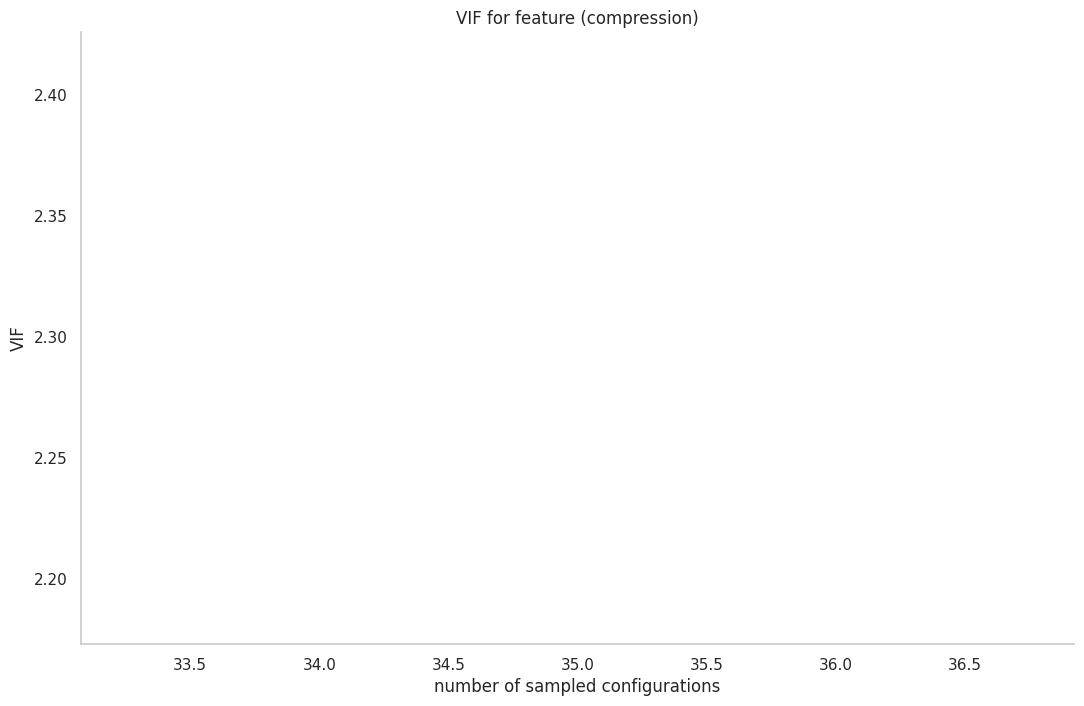 VIF for feature (compression)
2.40
2.35
2.30
2.25
2.20
VIF
33.5 34.0 34.5 35.0 35.5 36.0 36.5
number of sampled configurations